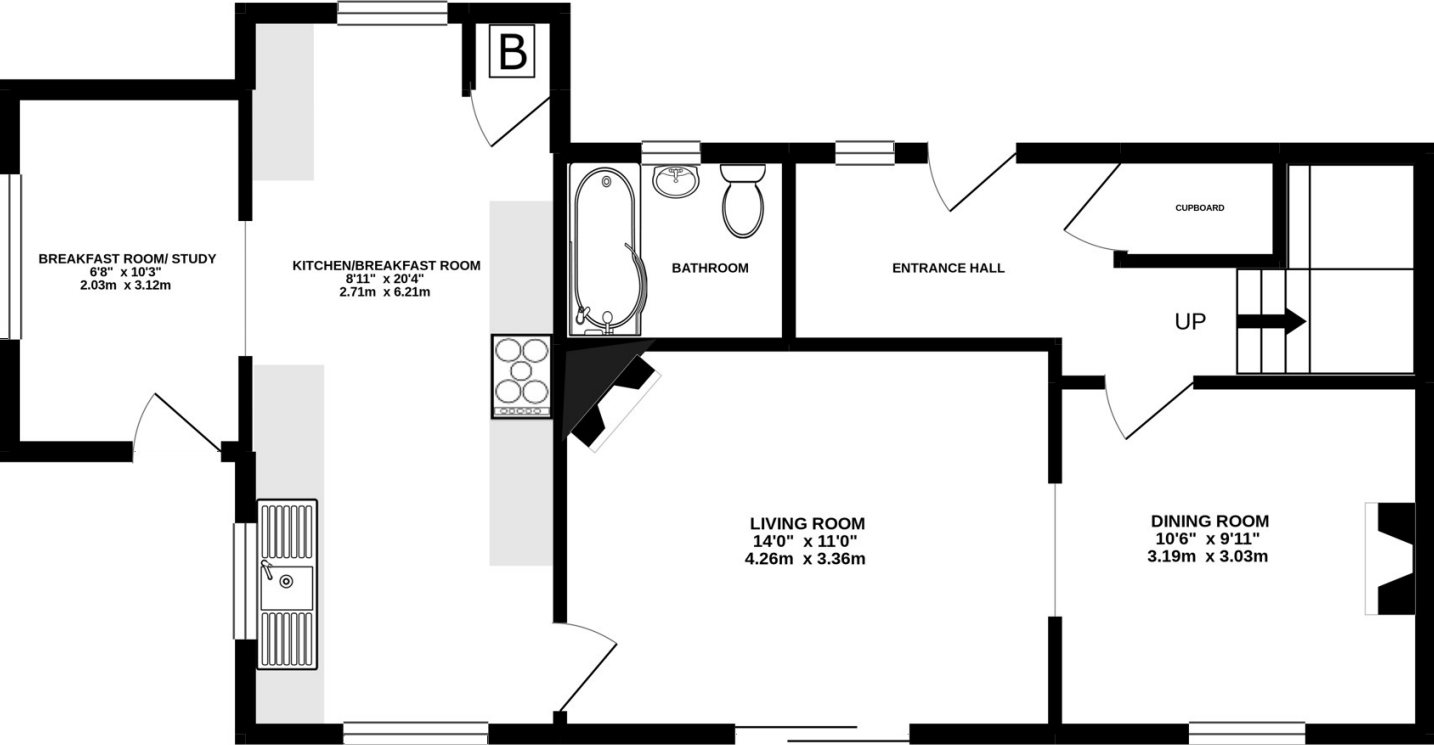 B
BREAKFAST ROOM/ STUDY
6'8" x 10'3"
2.03m x 3.12m
KITCHEN/BREAKFAST ROOM
8'11" x 20'4"
2.71m x 6.21m
BATHROOM
ENTRANCE HALL
CUPBOARD
UP
LIVING ROOM
14'0" x 11'0"
4.26m x 3.36m
DINING ROOM
10'6" x 9'11"
3.19m x 3.03m